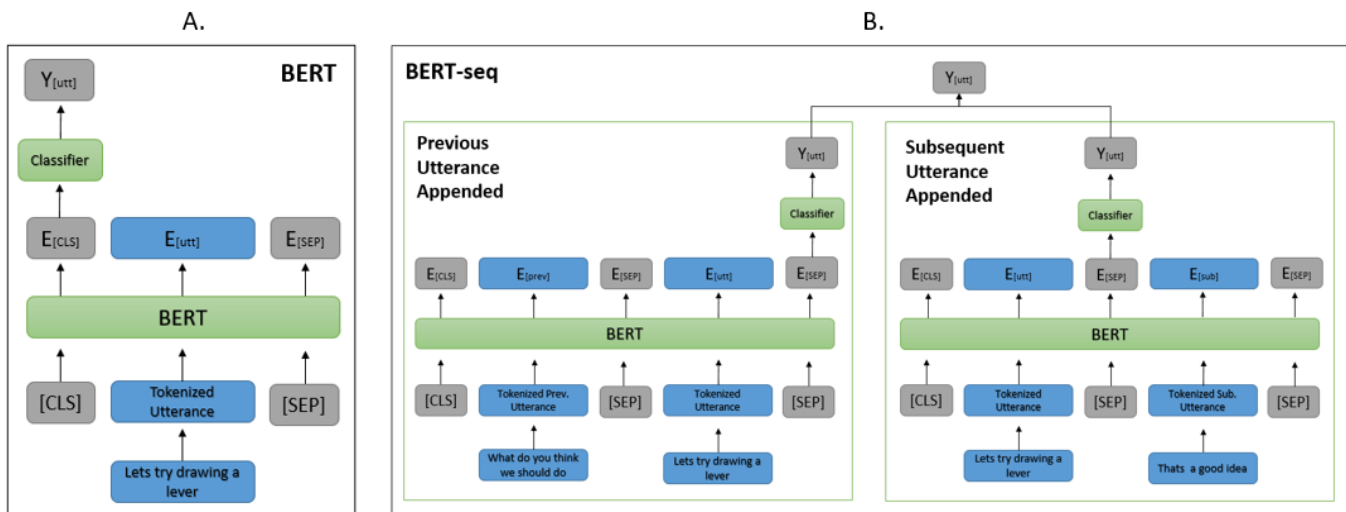 A.
BERT
Y[utt]
Classifier
E[CLS]
E[utt]
E[SEP]
BERT
[CLS]
Tokenized
Utterance
[SEP]
Lets try drawing a
lever
B.
BERT-seq
Y[utt]
Previous
Utterance
Appended
Y[utt]
Classifier
E[CLS]
E[prev]
E[SEP]
E[utt]
E[SEP]
BERT
[CLS]
Tokenized Prev.
Utterance
[SEP]
Tokenized
Utterance
[SEP]
What do you think
we should do
Lets try drawing a
lever
Subsequent
Utterance
Appended
Y[utt]
Classifier
E[CLS]
E[utt]
E[SEP]
E[sub]
E[SEP]
BERT
[CLS]
Tokenized
Utterance
[SEP]
Tokenized Sub.
Utterance
[SEP]
Lets try drawing a
lever
Thats a good idea